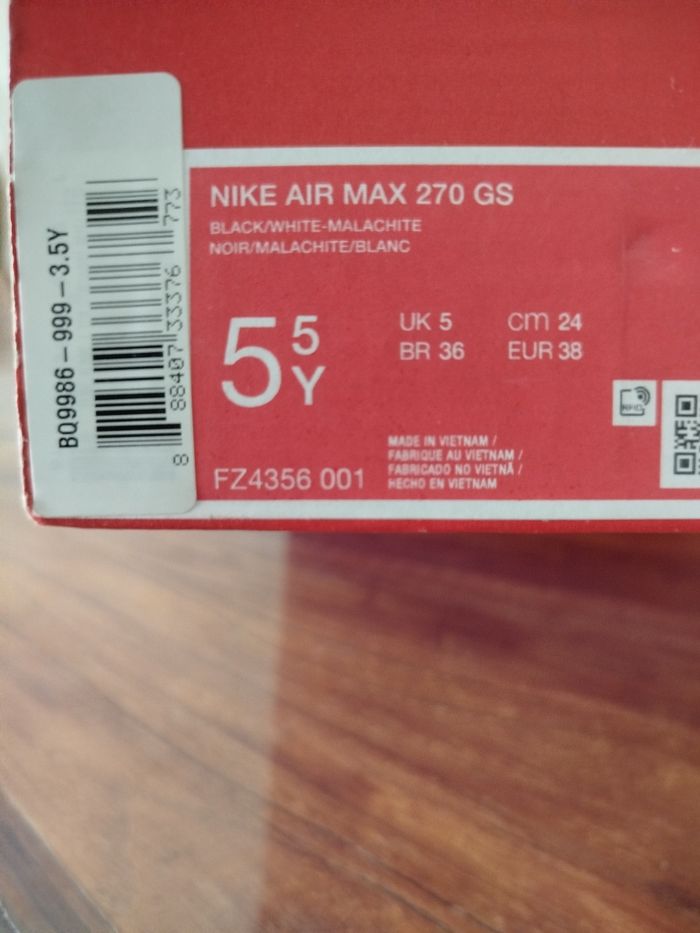 BQ9986-999-3.5Y
8 88407 33376 773
NIKE AIR MAX 270 GS
BLACK/WHITE-MALACHITE
NOIR/MALACHITE/BLANC
5 5Y
UK 5
cm 24
BR 36
EUR 38
MADE IN VIETNAM /
FABRIQUE AU VIETNAM /
FABRICADO NO VIETNÃ /
HECHO EN VIETNAM
FZ4356 001